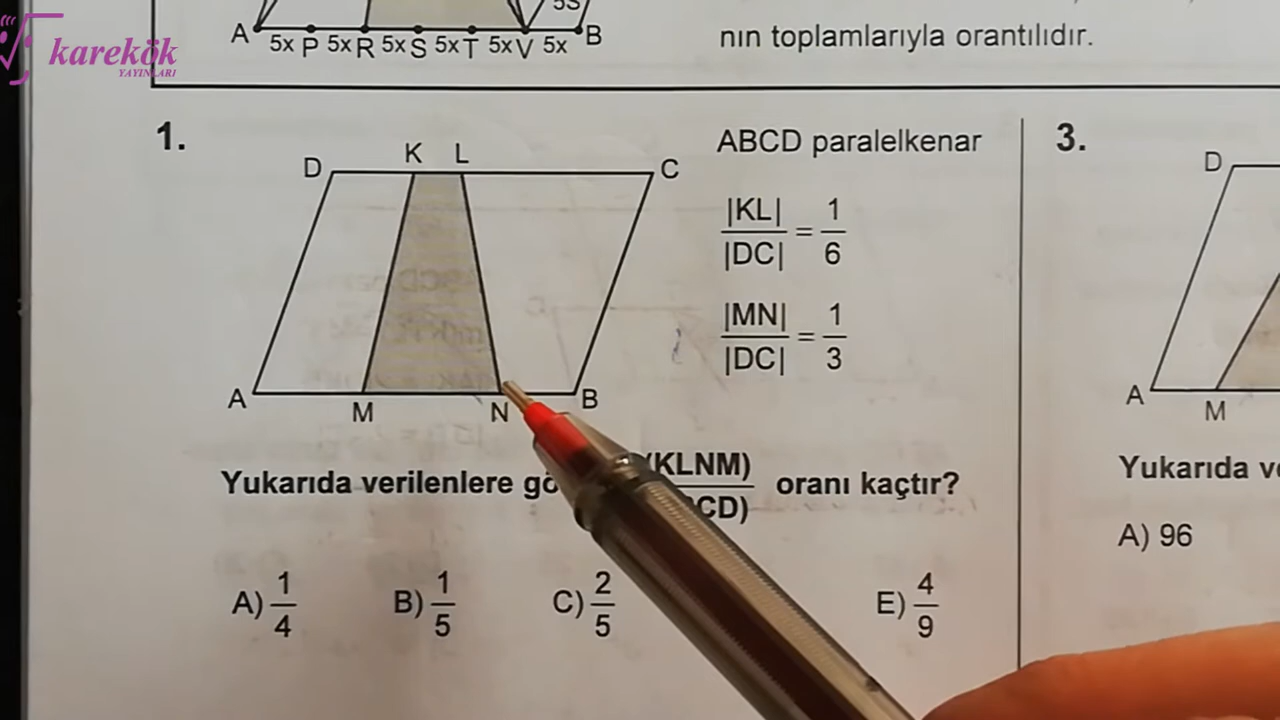 5S
A 5x P 5x R 5x S 5x T 5x V 5x B
karekök
YAYINLARI
nın toplamlarıyla orantılıdır.
1.
D K L C
A M N B
ABCD paralelkenar
|KL| / |DC| = 1 / 6
|MN| / |DC| = 1 / 3
Yukarıda verilenlere (KLNM) oranı kaçtır?
CD)
A) 1/4 B) 1/5 C) 2/5 E) 4/9
3.
D
A M
Yukarıda
A) 96